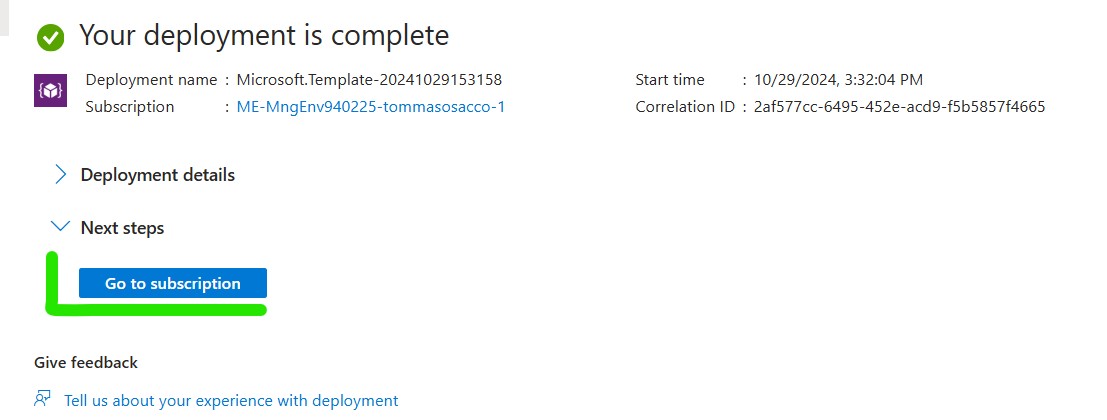 Your deployment is complete
Deployment name : Microsoft.Template-20241029153158
Start time : 10/29/2024, 3:32:04 PM
Subscription : ME-MngEnv940225-tommasosacco-1
Correlation ID : 2af577cc-6495-452e-acd9-f5b5857f4665
Deployment details
Next steps
Go to subscription
Give feedback
Tell us about your experience with deployment